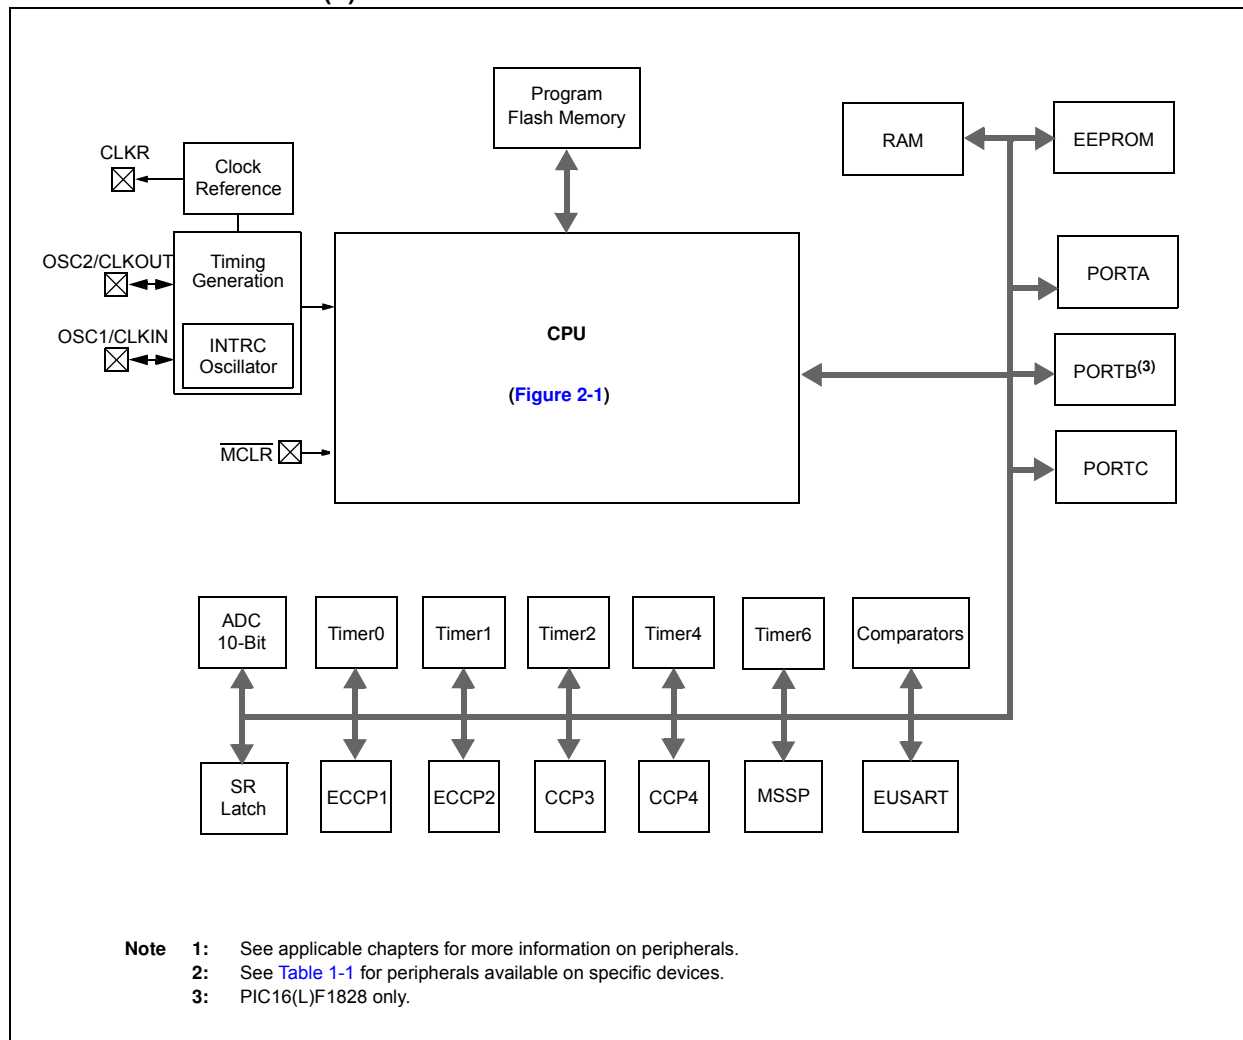 Program
Flash Memory
RAM
EEPROM
CLKR
Clock
Reference
OSC2/CLKOUT
Timing
Generation
PORTA
OSC1/CLKIN
INTRC
Oscillator
CPU
(Figure 2-1)
PORTB(3)
MCLR
PORTC
ADC
10-Bit
Timer0
Timer1
Timer2
Timer4
Timer6
Comparators
SR
Latch
ECCP1
ECCP2
CCP3
CCP4
MSSP
EUSART
Note 1: See applicable chapters for more information on peripherals.
2: See Table 1-1 for peripherals available on specific devices.
3: PIC16(L)F1828 only.